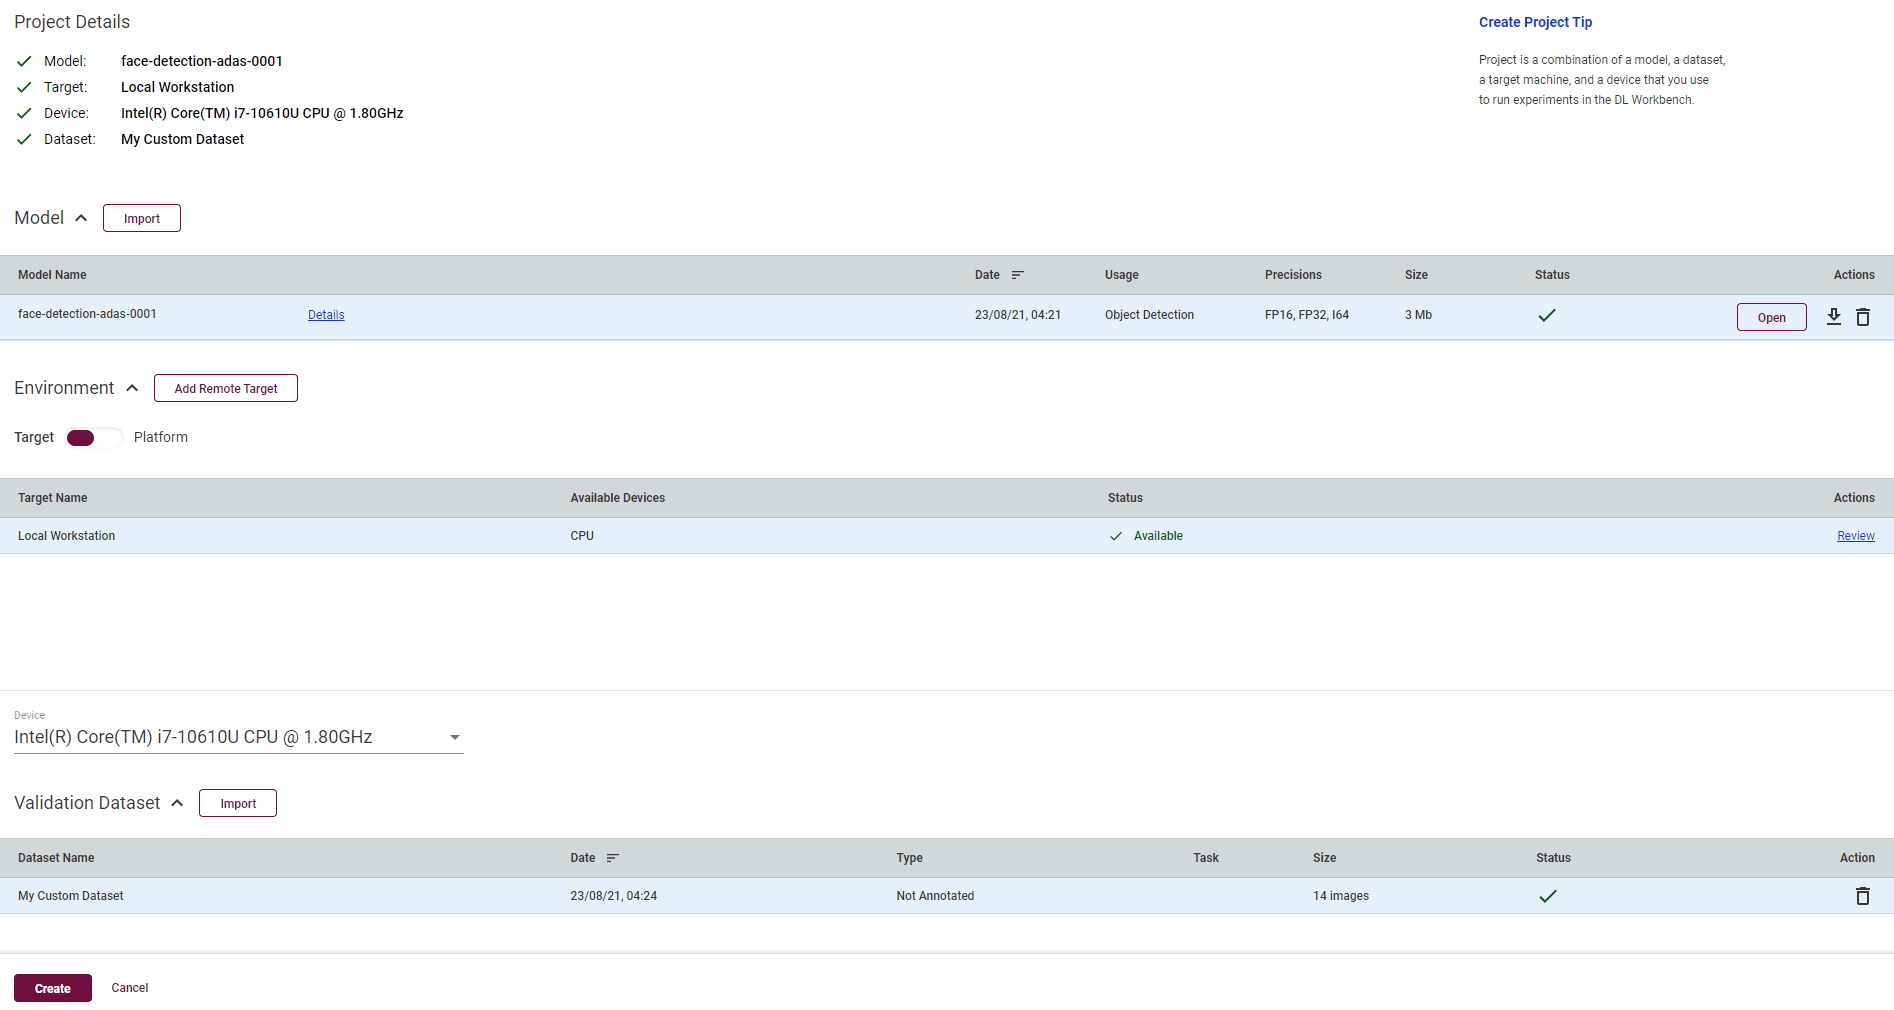 Project Details
Model: face-detection-adas-0001
Target: Local Workstation
Device: Intel(R) Core(TM) i7-10610U CPU @ 1.80GHz
Dataset: My Custom Dataset
Create Project Tip
Project is a combination of a model, a dataset,
a target machine, and a device that you use
to run experiments in the DL Workbench.
Model Import
Model Name Date Usage Precisions Size Status Actions
face-detection-adas-0001 Details 23/08/21, 04:21 Object Detection FP16, FP32, I64 3 Mb Open
Environment Add Remote Target
Target Platform
Target Name Available Devices Status Actions
Local Workstation CPU Available Review
Device
Intel(R) Core(TM) i7-10610U CPU @ 1.80GHz
Validation Dataset Import
Dataset Name Date Type Task Size Status Action
My Custom Dataset 23/08/21, 04:24 Not Annotated 14 images
Create Cancel